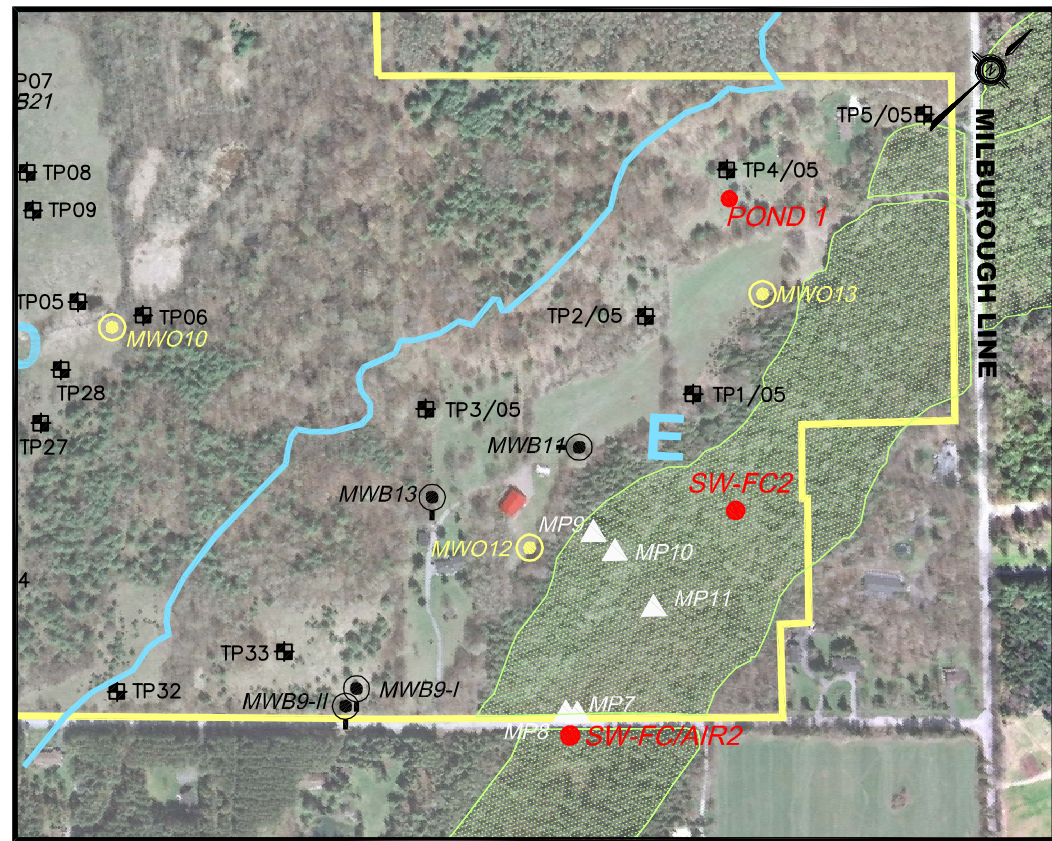 P07
B21
TP5/05
N
TP08
TP4/05
TP09
POND 1
MILBUROUGH LINE
TP05
TP06
MWO10
TP2/05
MWO13
TP28
TP27
TP3/05
TP1/05
E
MWB11
MWB13
SW-FC2
MP9
MWO12
MP10
4
MP11
TP33
TP32
MWB9-I
MWB9-II
MP7
MP8
SW-FC/AIR2